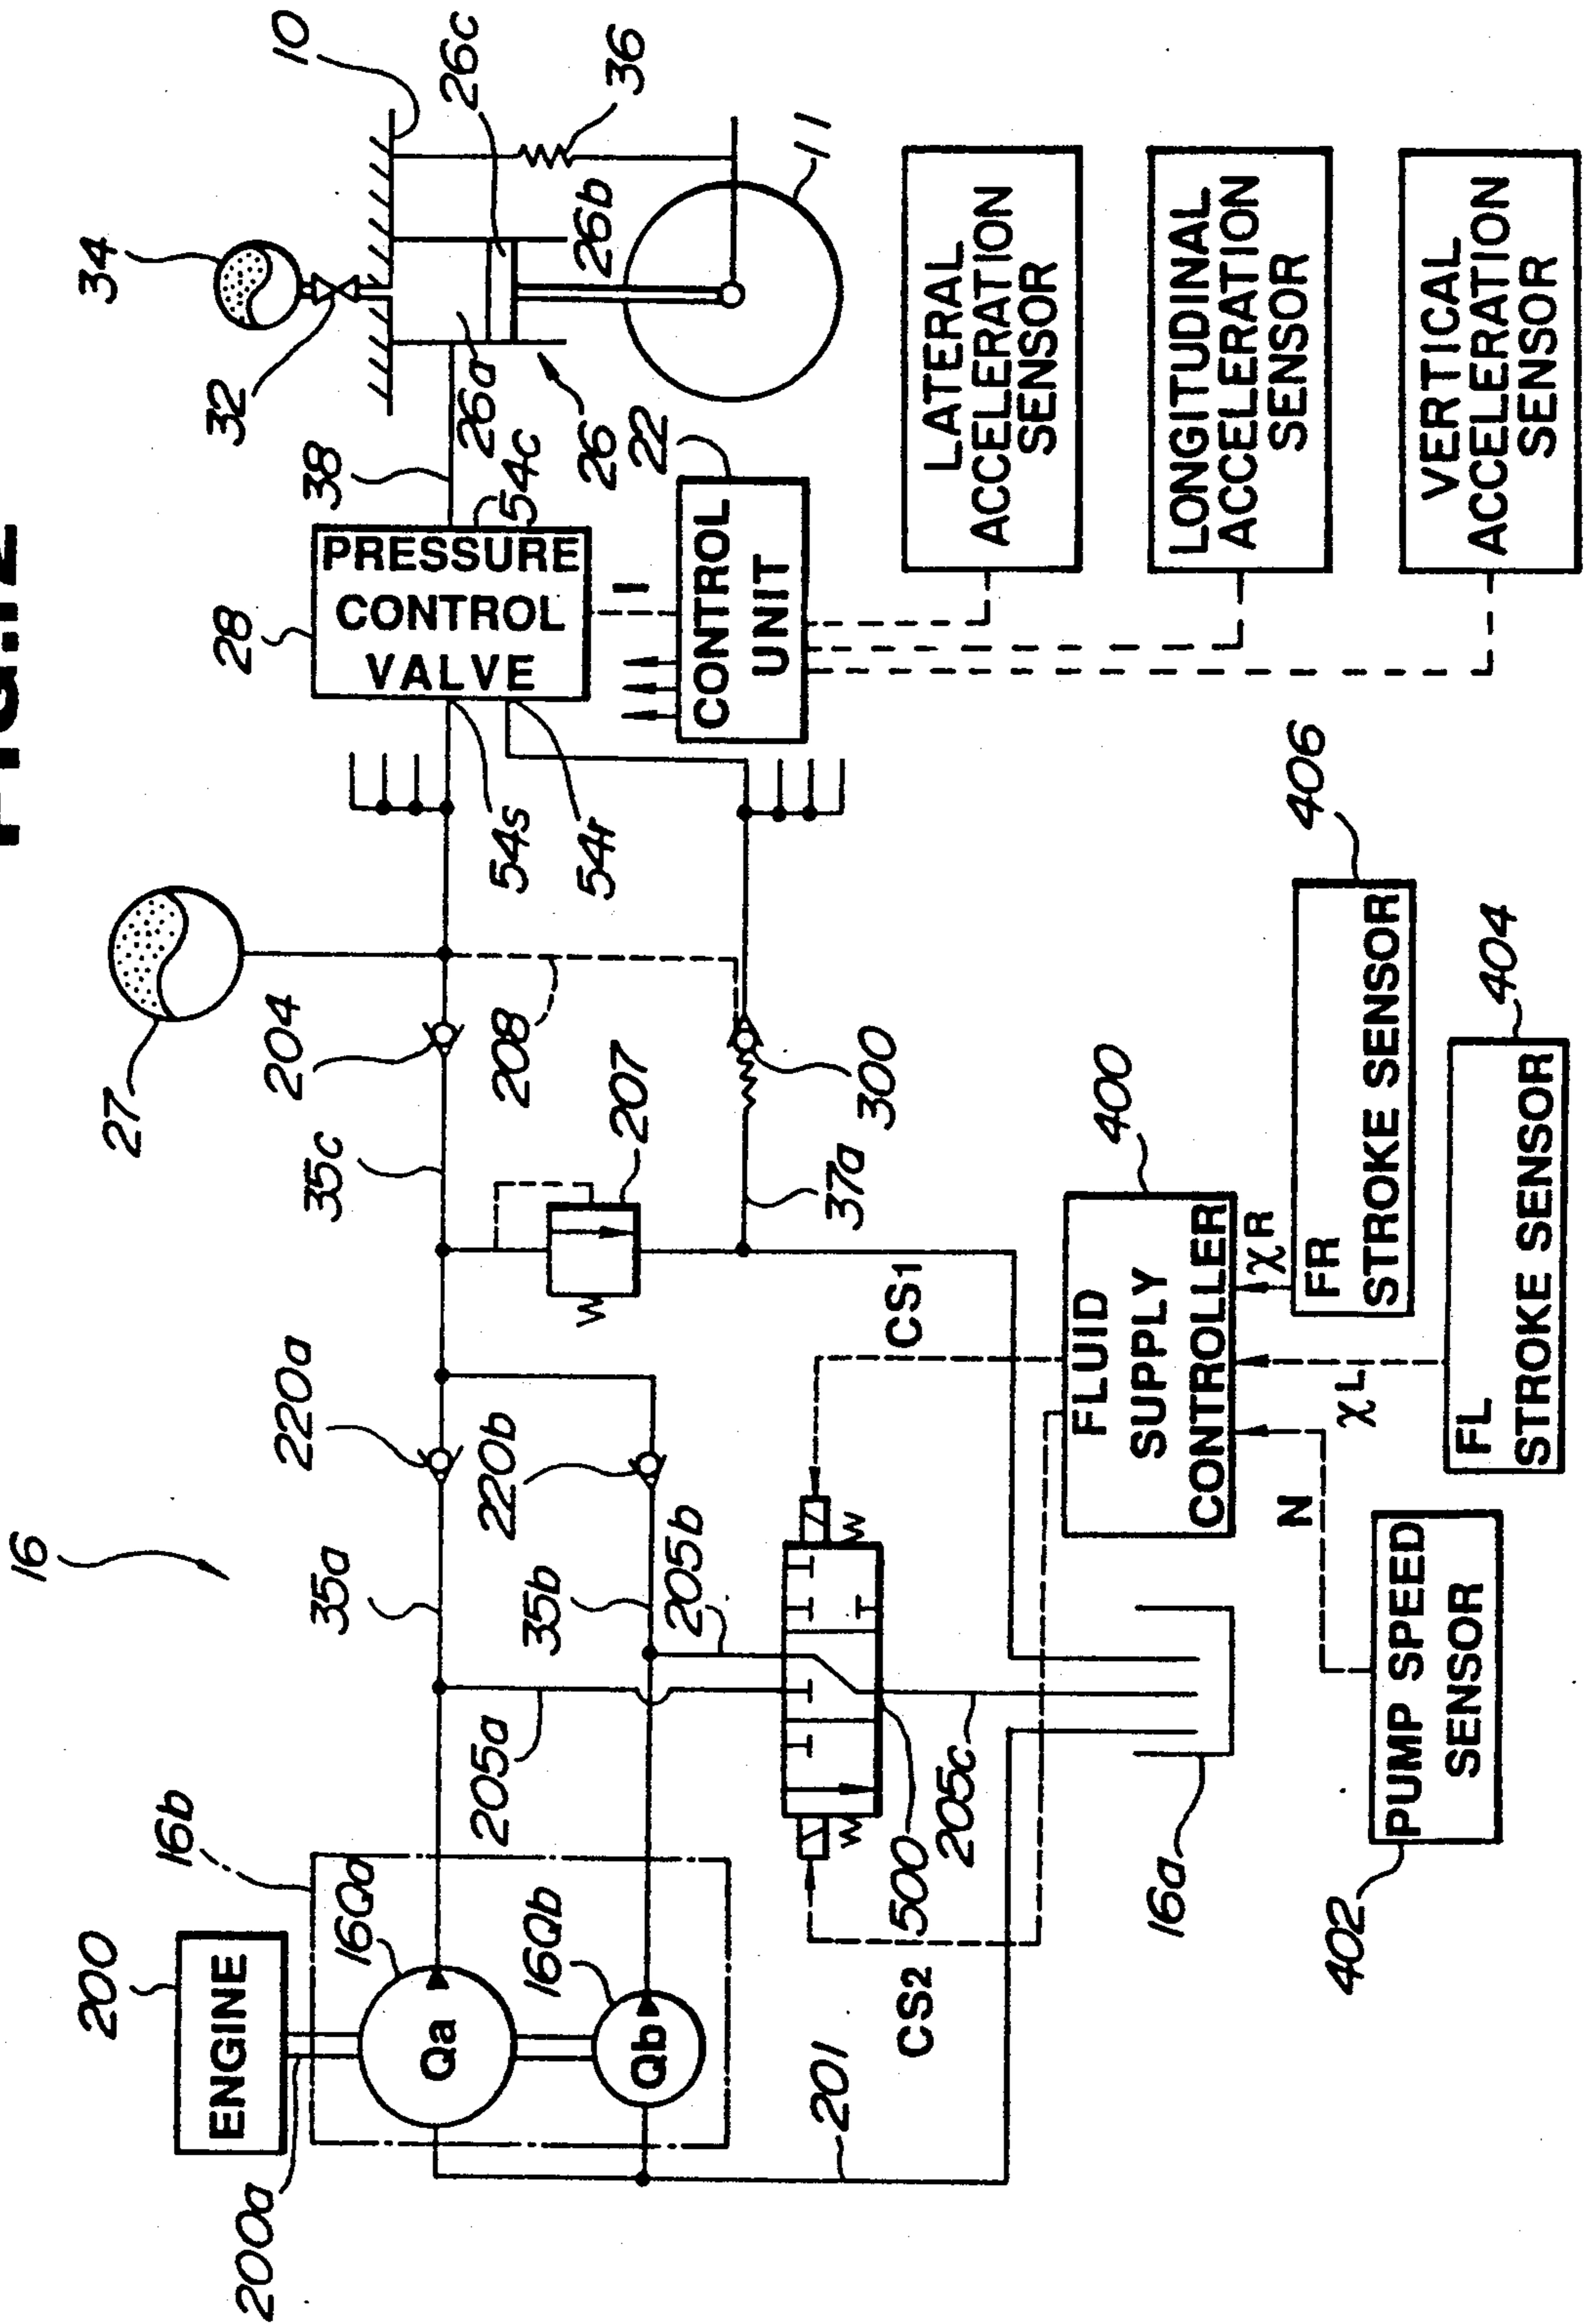 FIG.12
16
200
27
34
200a
ENGINE
16b
220a
204
32
10
35a
35c
28
38
26c
16Qa
Qa
205a
220b
208
54s
PRESSURE
CONTROL
VALVE
54c
26a
26b
36
16Qb
Qb
35b
205b
207
54r
I
26
22
11
201
CS2
500
205c
CS1
37a
300
CONTROL
UNIT
LATERAL
ACCELERATION
SENSOR
16a
400
FLUID
SUPPLY
CONTROLLER
LONGITUDINAL
ACCELERATION
SENSOR
N
χL
χR
406
FR
STROKE SENSOR
402
PUMP SPEED
SENSOR
404
FL
STROKE SENSOR
VERTICAL
ACCELERATION
SENSOR